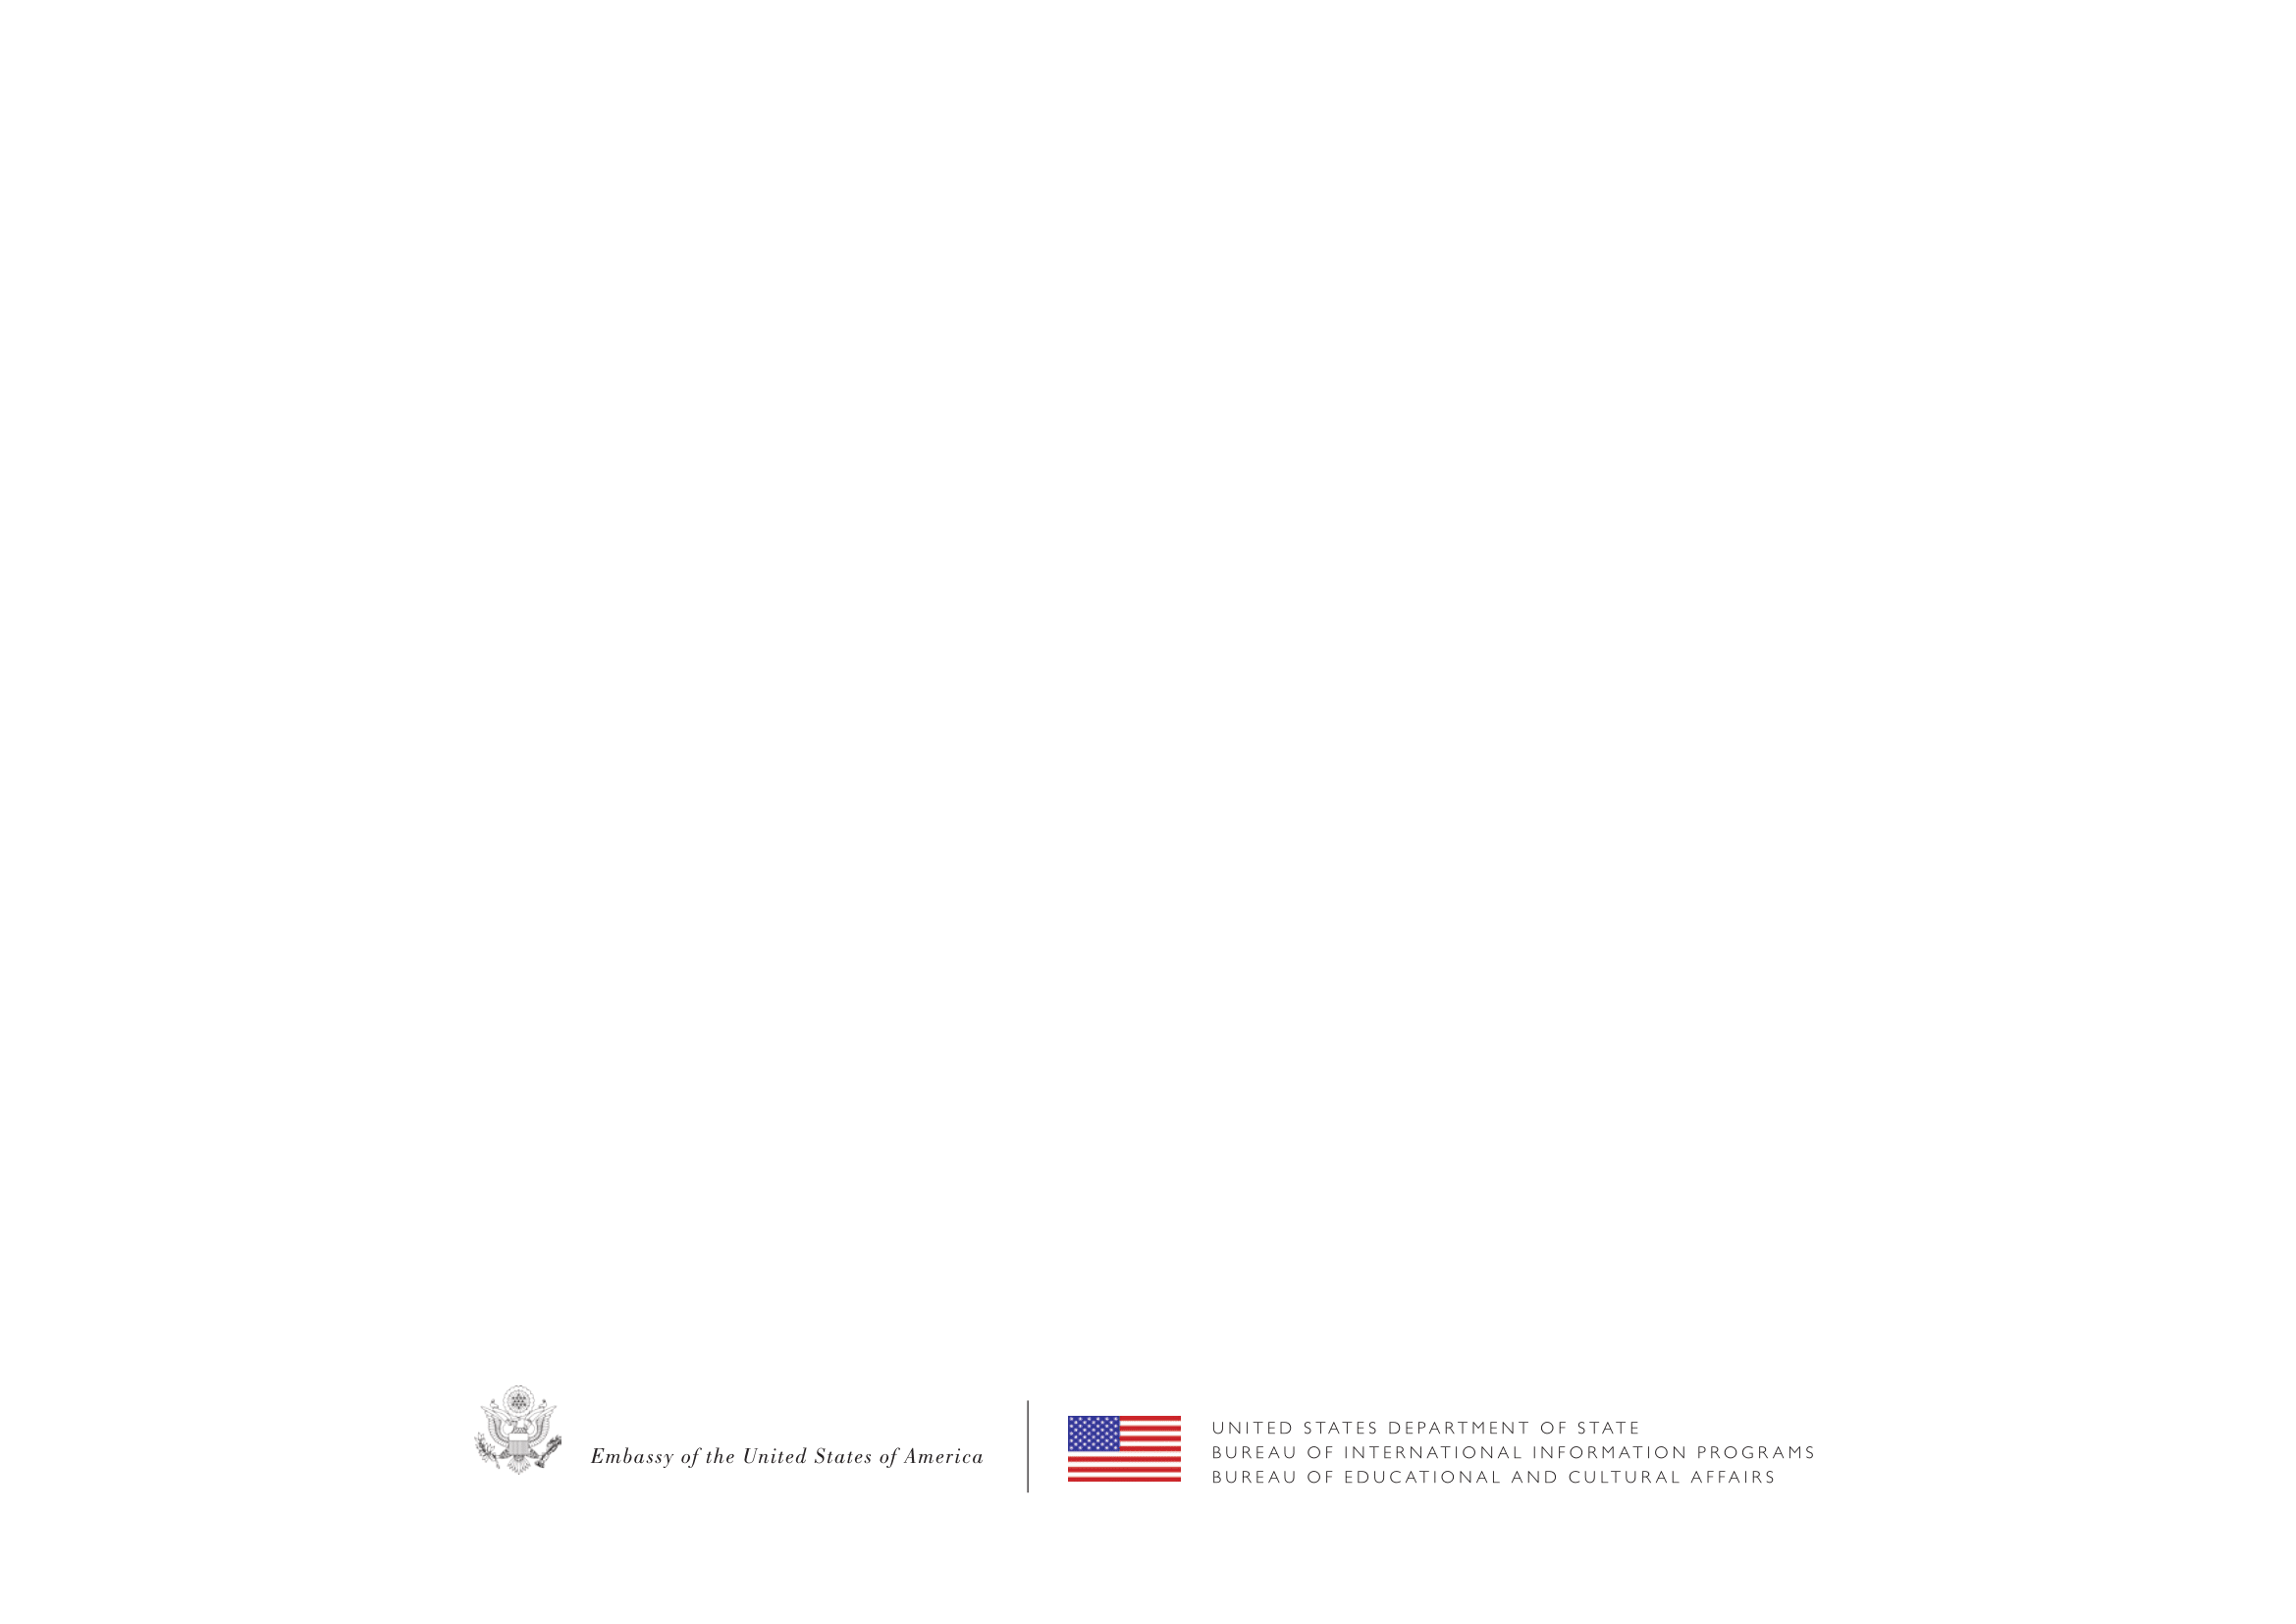 Embassy of the United States of America
UNITED STATES DEPARTMENT OF STATE
BUREAU OF INTERNATIONAL INFORMATION PROGRAMS
BUREAU OF EDUCATIONAL AND CULTURAL AFFAIRS